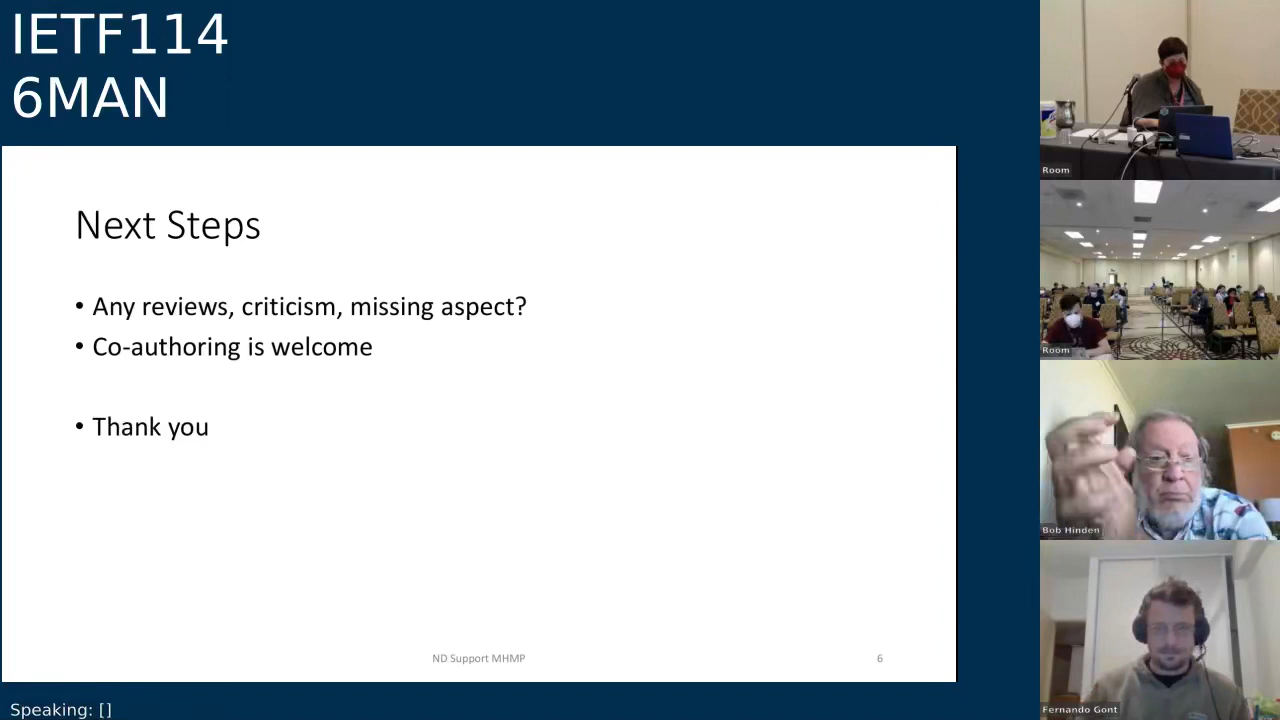 IETF114
6MAN
Next Steps
• Any reviews, criticism, missing aspect?
• Co-authoring is welcome
• Thank you
ND Support MHMP
6
Speaking: []
Room
Room
Bob Hinden
Fernando Gont